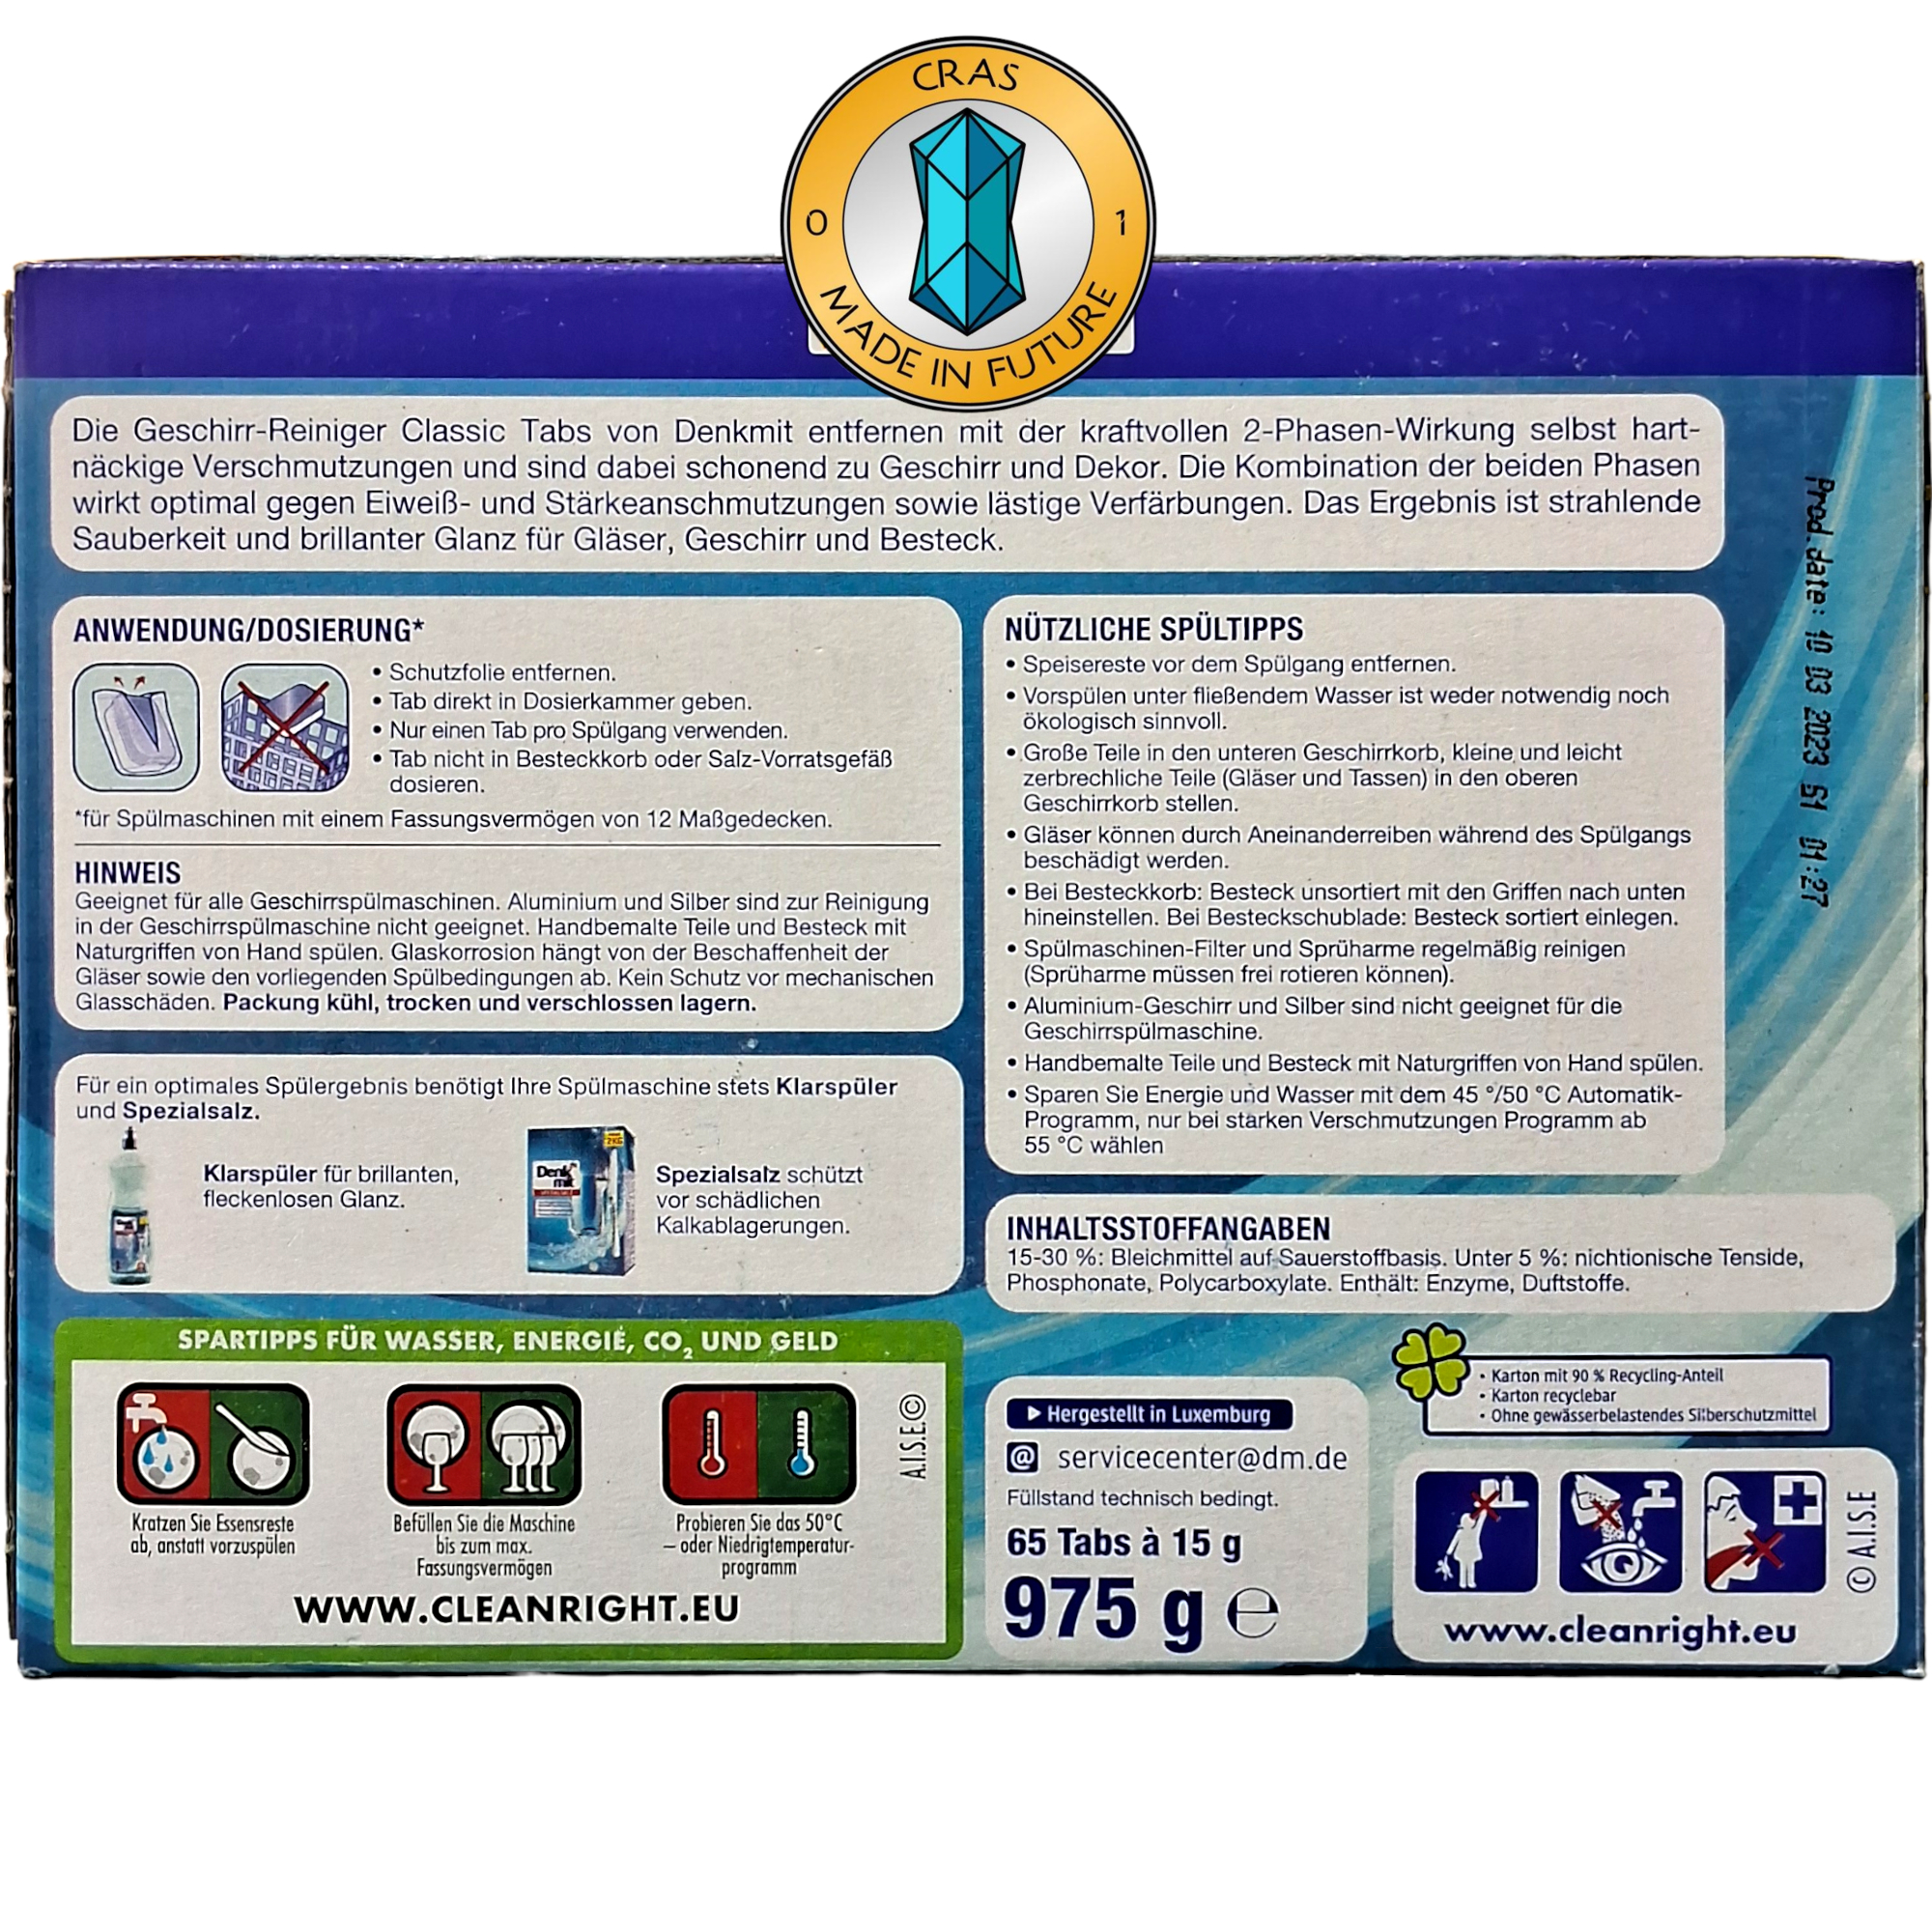 CRAS
0 1
MADE IN FUTURE
Die Geschirr-Reiniger Classic Tabs von Denkmit entfernen mit der kraftvollen 2-Phasen-Wirkung selbst hart-
näckige Verschmutzungen und sind dabei schonend zu Geschirr und Dekor. Die Kombination der beiden Phasen
wirkt optimal gegen Eiweiß- und Stärkeanschmutzungen sowie lästige Verfärbungen. Das Ergebnis ist strahlende
Sauberkeit und brillanter Glanz für Gläser, Geschirr und Besteck.
Prod.date: 10 03 2023 S1 01:27
ANWENDUNG/DOSIERUNG*
• Schutzfolie entfernen.
• Tab direkt in Dosierkammer geben.
• Nur einen Tab pro Spülgang verwenden.
• Tab nicht in Besteckkorb oder Salz-Vorratsgefäß
dosieren.
*für Spülmaschinen mit einem Fassungsvermögen von 12 Maßgedecken.
HINWEIS
Geeignet für alle Geschirrspülmaschinen. Aluminium und Silber sind zur Reinigung
in der Geschirrspülmaschine nicht geeignet. Handbemalte Teile und Besteck mit
Naturgriffen von Hand spülen. Glaskorrosion hängt von der Beschaffenheit der
Gläser sowie den vorliegenden Spülbedingungen ab. Kein Schutz vor mechanischen
Glasschäden. Packung kühl, trocken und verschlossen lagern.
Für ein optimales Spülergebnis benötigt Ihre Spülmaschine stets Klarspüler
und Spezialsalz.
Klarspüler für brillanten,
fleckenlosen Glanz.
2KG
Denk
mit
Spezialsalz schützt
vor schädlichen
Kalkablagerungen.
NÜTZLICHE SPÜLTIPPS
• Speisereste vor dem Spülgang entfernen.
• Vorspülen unter fließendem Wasser ist weder notwendig noch
ökologisch sinnvoll.
• Große Teile in den unteren Geschirrkorb, kleine und leicht
zerbrechliche Teile (Gläser und Tassen) in den oberen
Geschirrkorb stellen.
• Gläser können durch Aneinanderreiben während des Spülgangs
beschädigt werden.
• Bei Besteckkorb: Besteck unsortiert mit den Griffen nach unten
hineinstellen. Bei Besteckschublade: Besteck sortiert einlegen.
• Spülmaschinen-Filter und Sprüharme regelmäßig reinigen
(Sprüharme müssen frei rotieren können).
• Aluminium-Geschirr und Silber sind nicht geeignet für die
Geschirrspülmaschine.
• Handbemalte Teile und Besteck mit Naturgriffen von Hand spülen.
• Sparen Sie Energie und Wasser mit dem 45 °/50 °C Automatik-
Programm, nur bei starken Verschmutzungen Programm ab
55 °C wählen
INHALTSSTOFFANGABEN
15-30 %: Bleichmittel auf Sauerstoffbasis. Unter 5 %: nichtionische Tenside,
Phosphonate, Polycarboxylate. Enthält: Enzyme, Duftstoffe.
SPARTIPPS FÜR WASSER, ENERGIE, CO₂ UND GELD
Kratzen Sie Essensreste
ab, anstatt vorzuspülen
Befüllen Sie die Maschine
bis zum max.
Fassungsvermögen
Probieren Sie das 50°C
– oder Niedrigtemperatur-
programm
A.I.S.E.©
WWW.CLEANRIGHT.EU
Hergestellt in Luxemburg
@ servicecenter@dm.de
Füllstand technisch bedingt.
65 Tabs à 15 g
975 g ℮
• Karton mit 90 % Recycling-Anteil
• Karton recyclebar
• Ohne gewässerbelastendes Silberschutzmittel
© A.I.S.E
www.cleanright.eu